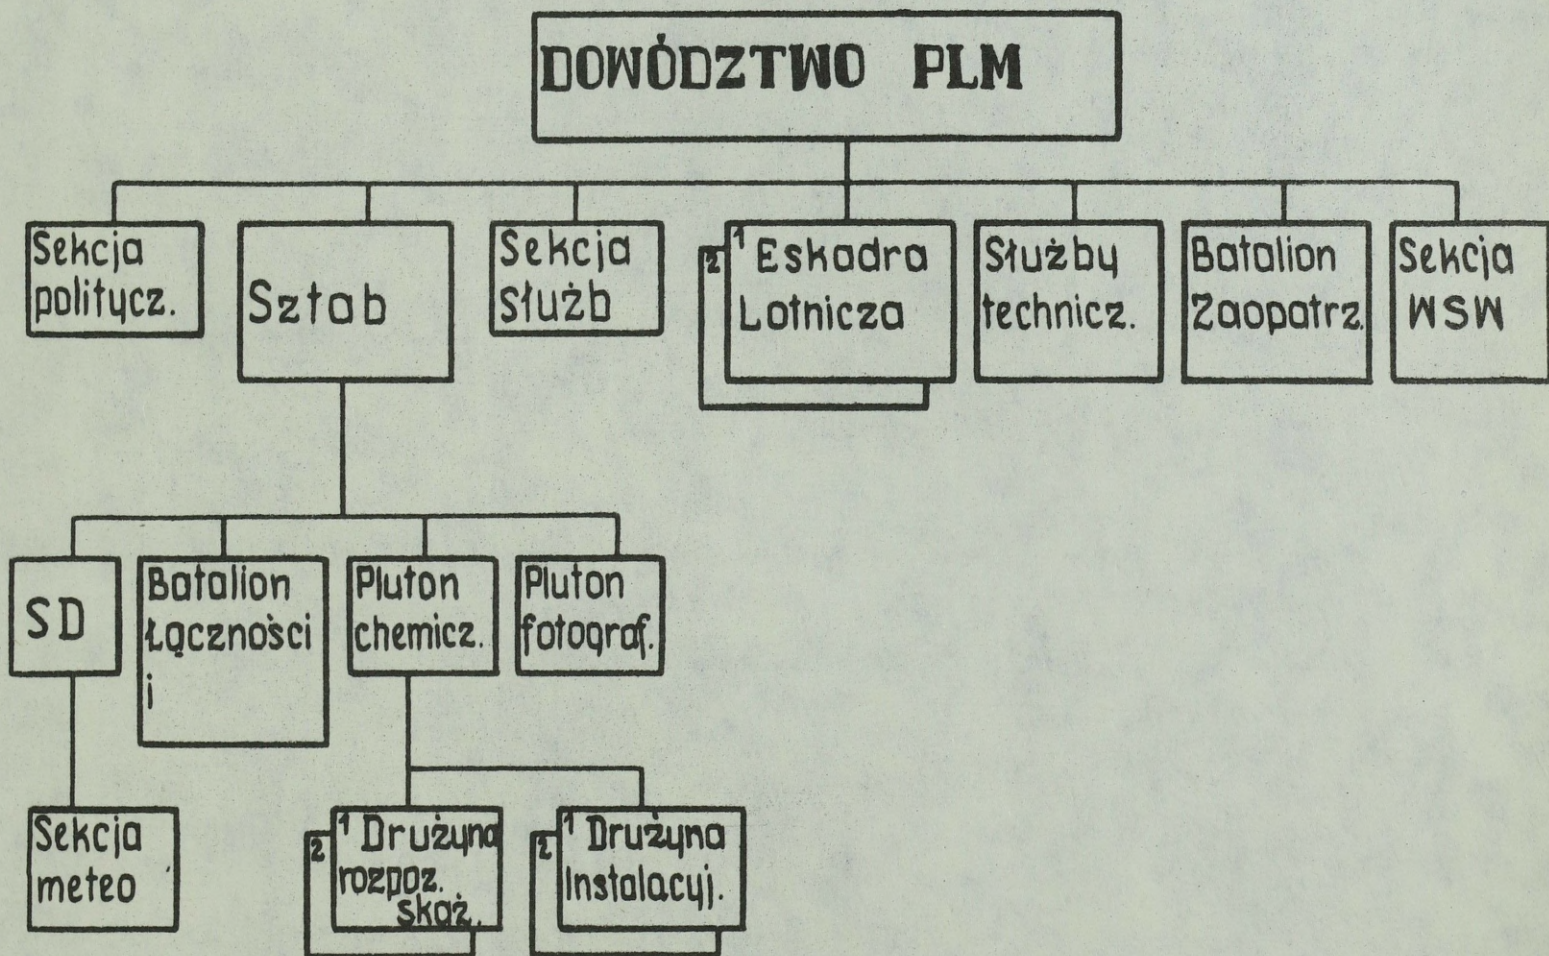 DOWÓDZTWO PLM
Sekcja
politycz.
Sztab
Sekcja
Służb
1 Eskadra
2
Lotnicza
Służby
technicz.
Batalion
Zaopatrz.
Sekcja
WSW
SD
Batalion
Łączności
i
Pluton
chemicz.
Pluton
fotograf.
Sekcja
meteo
1 Drużyna
2
rozpoz.
skaż.
1 Drużyna
2
Instalacyj.